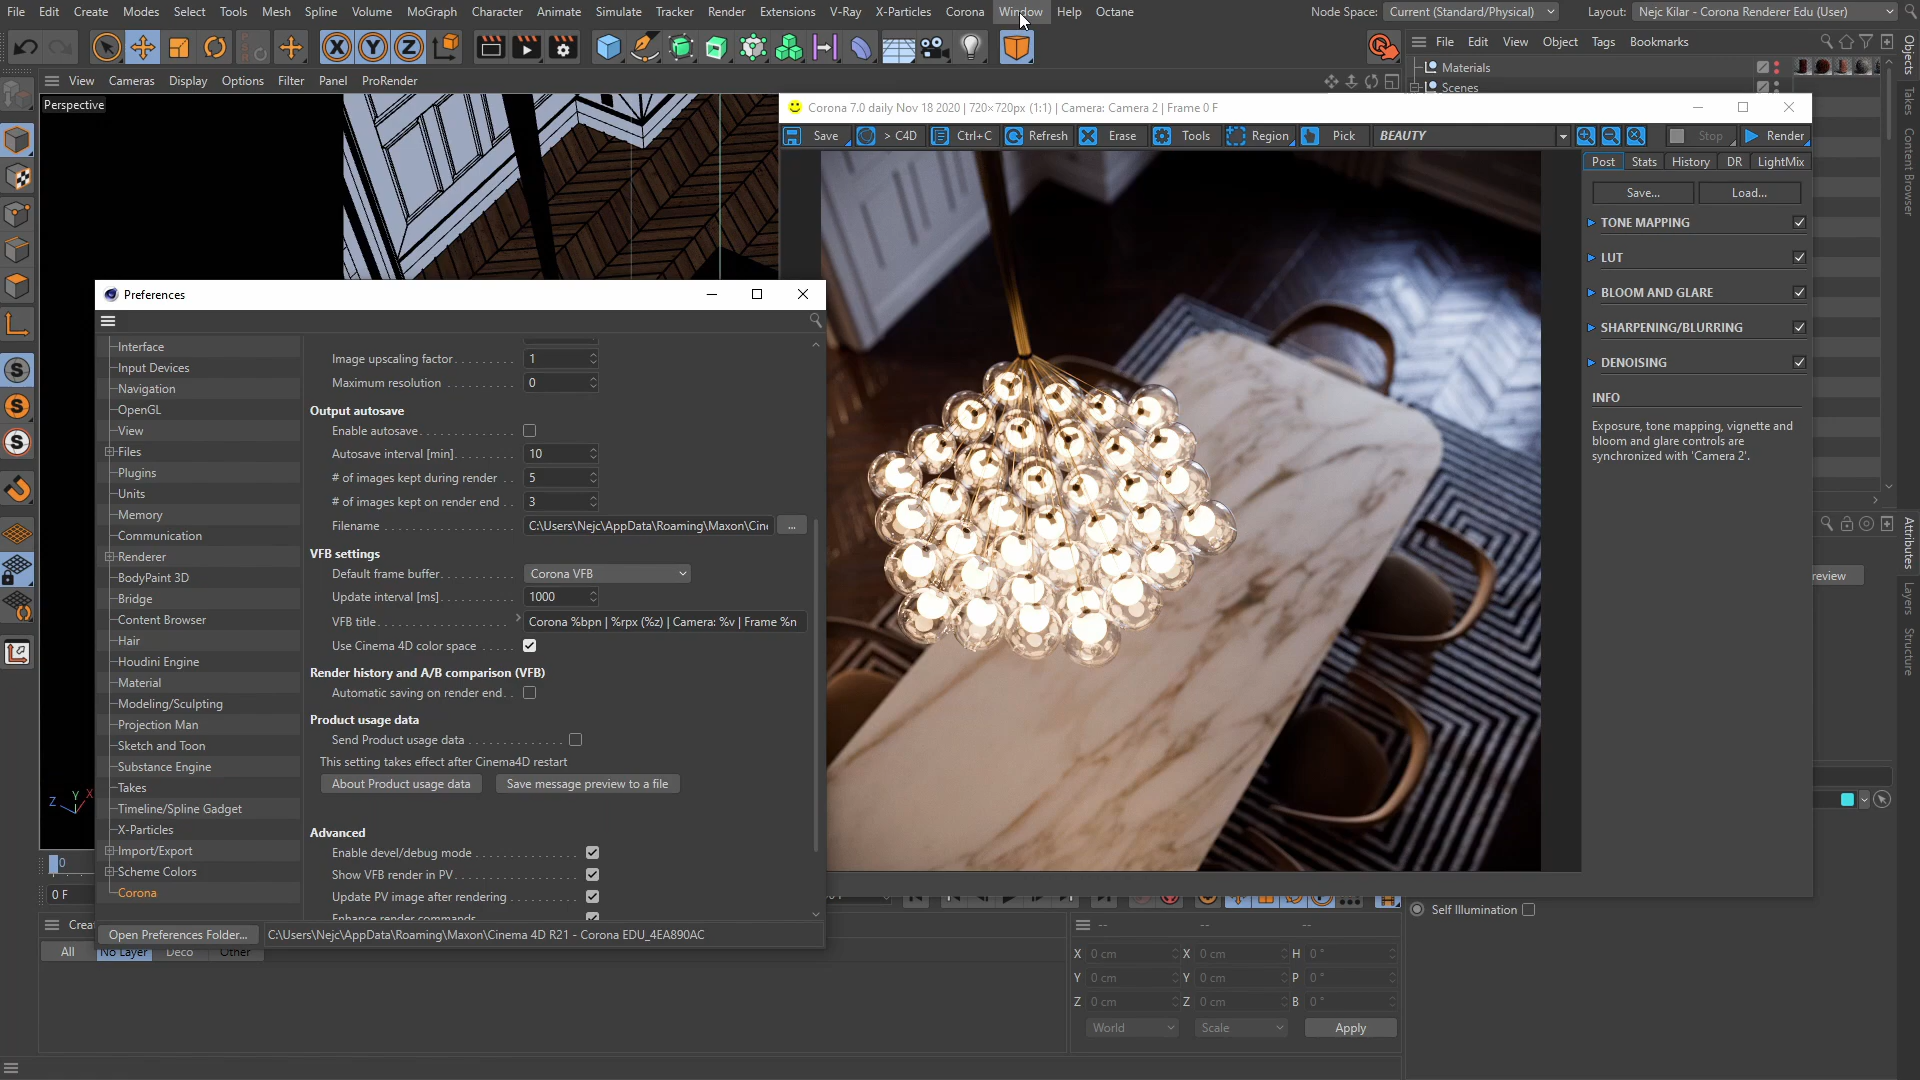 File Edit Create Modes Select Tools Mesh Spline Volume MoGraph Character Animate Simulate Tracker Render Extensions V-Ray X-Particles Corona Window Help Octane
Node Space: Current (Standard/Physical) Layout: Nejc Kilar - Corona Renderer Edu (User)
X Y Z
File Edit View Object Tags Bookmarks
Objects
Takes
Content Browser
Materials
Scenes
View Cameras Display Options Filter Panel ProRender
Perspective
Corona 7.0 daily Nov 18 2020 | 720×720px (1:1) | Camera: Camera 2 | Frame 0 F
Save > C4D Ctrl+C Refresh Erase Tools Region Pick BEAUTY Stop Render
Post Stats History DR LightMix
Save... Load...
TONE MAPPING
LUT
BLOOM AND GLARE
SHARPENING/BLURRING
DENOISING
INFO
Exposure, tone mapping, vignette and
bloom and glare controls are
synchronized with 'Camera 2'.
Attributes
Layers
Structure
review
Preferences
Interface
Input Devices
Navigation
OpenGL
View
Files
Plugins
Units
Memory
Communication
Renderer
BodyPaint 3D
Bridge
Content Browser
Hair
Houdini Engine
Material
Modeling/Sculpting
Projection Man
Sketch and Toon
Substance Engine
Takes
Timeline/Spline Gadget
X-Particles
Import/Export
Scheme Colors
Corona
Image upscaling factor 1
Maximum resolution 0
Output autosave
Enable autosave
Autosave interval [min] 10
# of images kept during render 5
# of images kept on render end 3
Filename C:\Users\Nejc\AppData\Roaming\Maxon\Cine ...
VFB settings
Default frame buffer Corona VFB
Update interval [ms] 1000
VFB title Corona %bpn | %rpx (%z) | Camera: %v | Frame %n
Use Cinema 4D color space
Render history and A/B comparison (VFB)
Automatic saving on render end
Product usage data
Send Product usage data
This setting takes effect after Cinema4D restart
About Product usage data Save message preview to a file
Advanced
Enable devel/debug mode
Show VFB render in PV
Update PV image after rendering
Enhance render commands
Open Preferences Folder... C:\Users\Nejc\AppData\Roaming\Maxon\Cinema 4D R21 - Corona EDU_4EA890AC
Z Y X
0
0 F
Crea
All No Layer Deco Other
Self Illumination
-- -- --
X 0 cm X 0 cm H 0 °
Y 0 cm Y 0 cm P 0 °
Z 0 cm Z 0 cm B 0 °
World Scale Apply